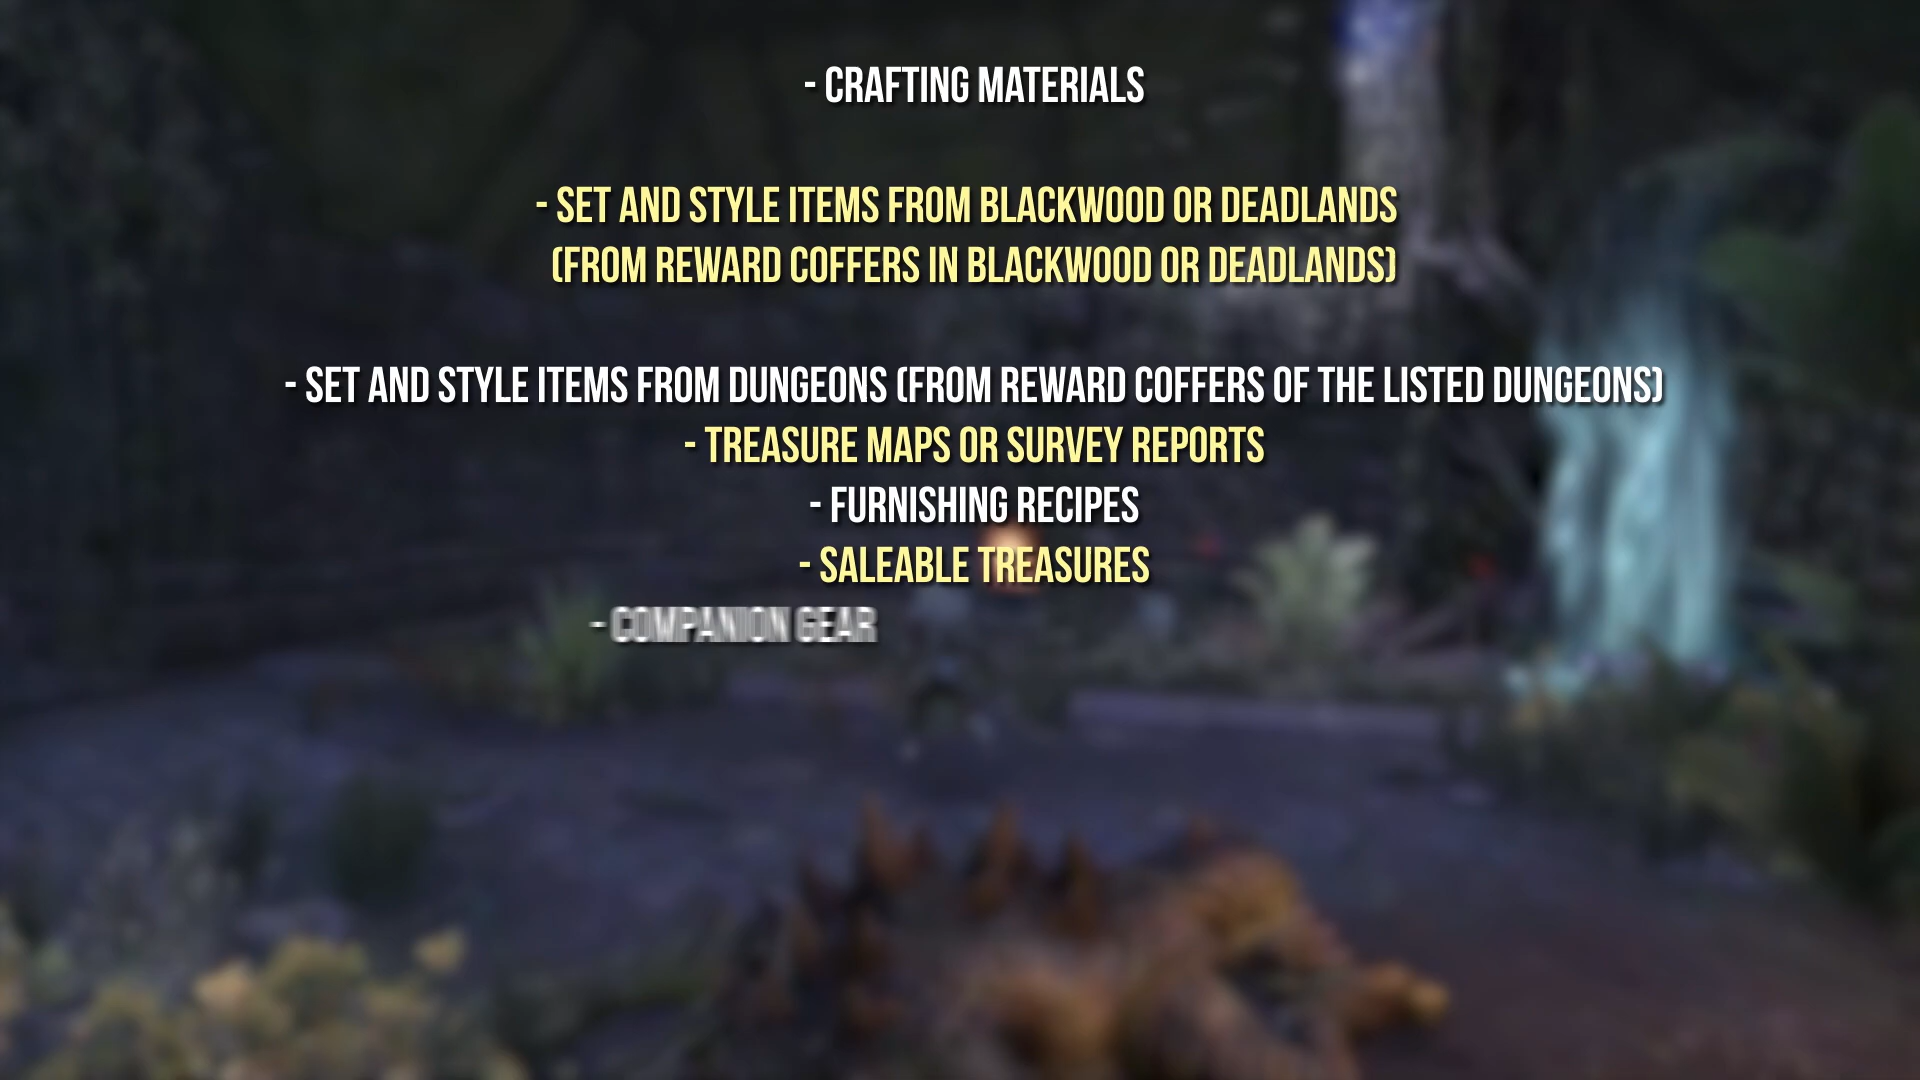 - CRAFTING MATERIALS
- SET AND STYLE ITEMS FROM BLACKWOOD OR DEADLANDS
(FROM REWARD COFFERS IN BLACKWOOD OR DEADLANDS)
- SET AND STYLE ITEMS FROM DUNGEONS (FROM REWARD COFFERS OF THE LISTED DUNGEONS)
- TREASURE MAPS OR SURVEY REPORTS
- FURNISHING RECIPES
- SALEABLE TREASURES
- COMPANION GEAR